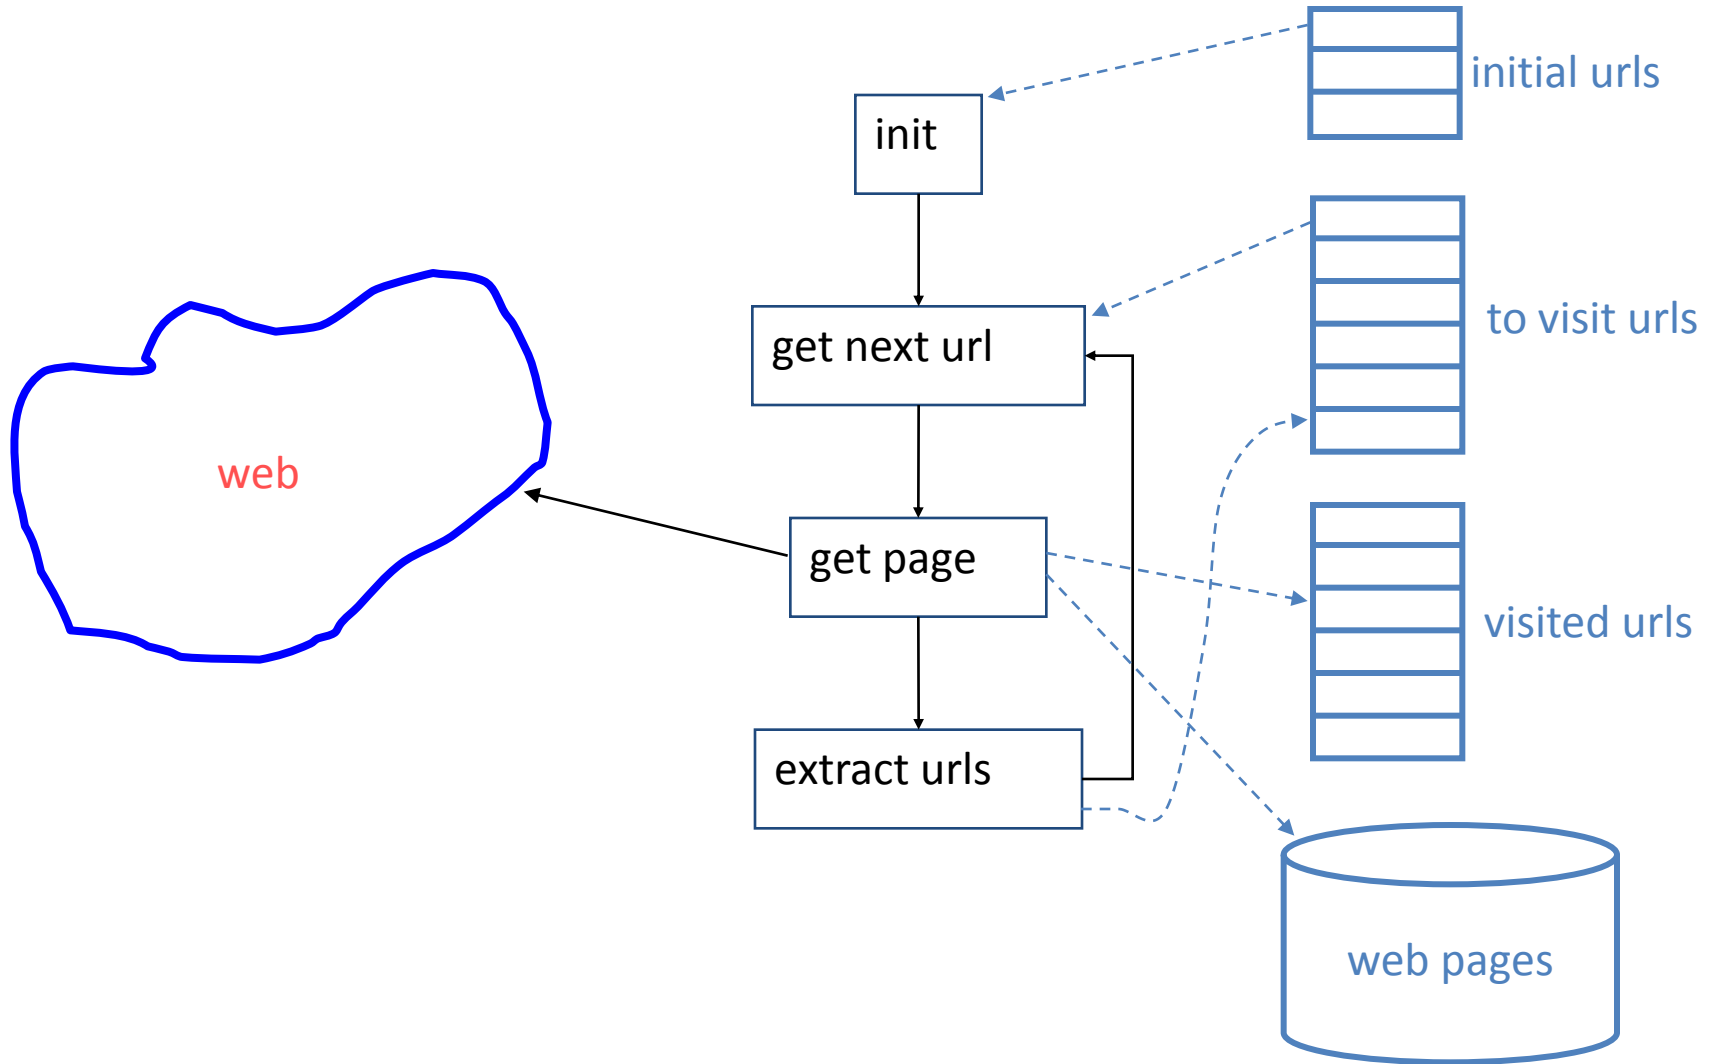 initial urls
init
to visit urls
get next url
web
get page
visited urls
extract urls
web pages